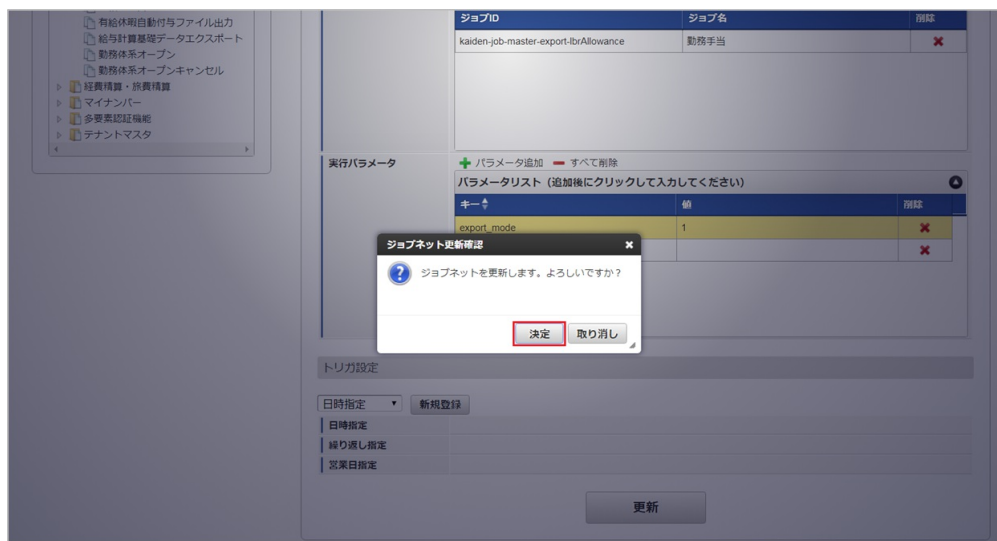 有給休暇自動付与ファイル出力
給与計算基礎データエクスポート
勤務体系オープン
勤務体系オープンキャンセル
経費精算・旅費精算
マイナンバー
多要素認証機能
テナントマスタ
ジョブID ジョブ名 削除
kaiden-job-master-export-lbrAllowance 勤務手当
実行パラメータ パラメータ追加 すべて削除
パラメータリスト（追加後にクリックして入力してください）
キー 値 削除
export_mode 1
ジョブネット更新確認
ジョブネットを更新します。よろしいですか？
決定 取り消し
トリガ設定
日時指定 新規登録
日時指定
繰り返し指定
営業日指定
更新